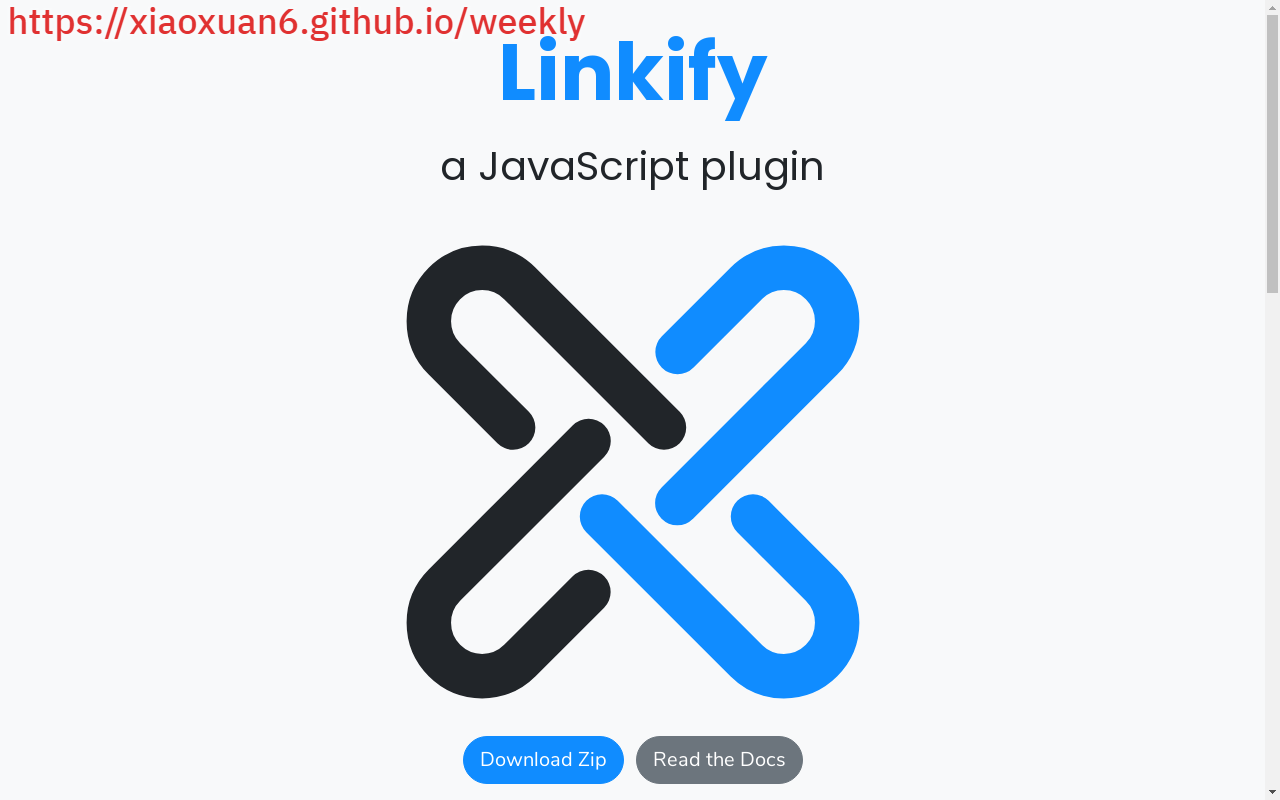 https://xiaoxuan6.github.io/weekly
Linkify
a JavaScript plugin
Download Zip
Read the Docs